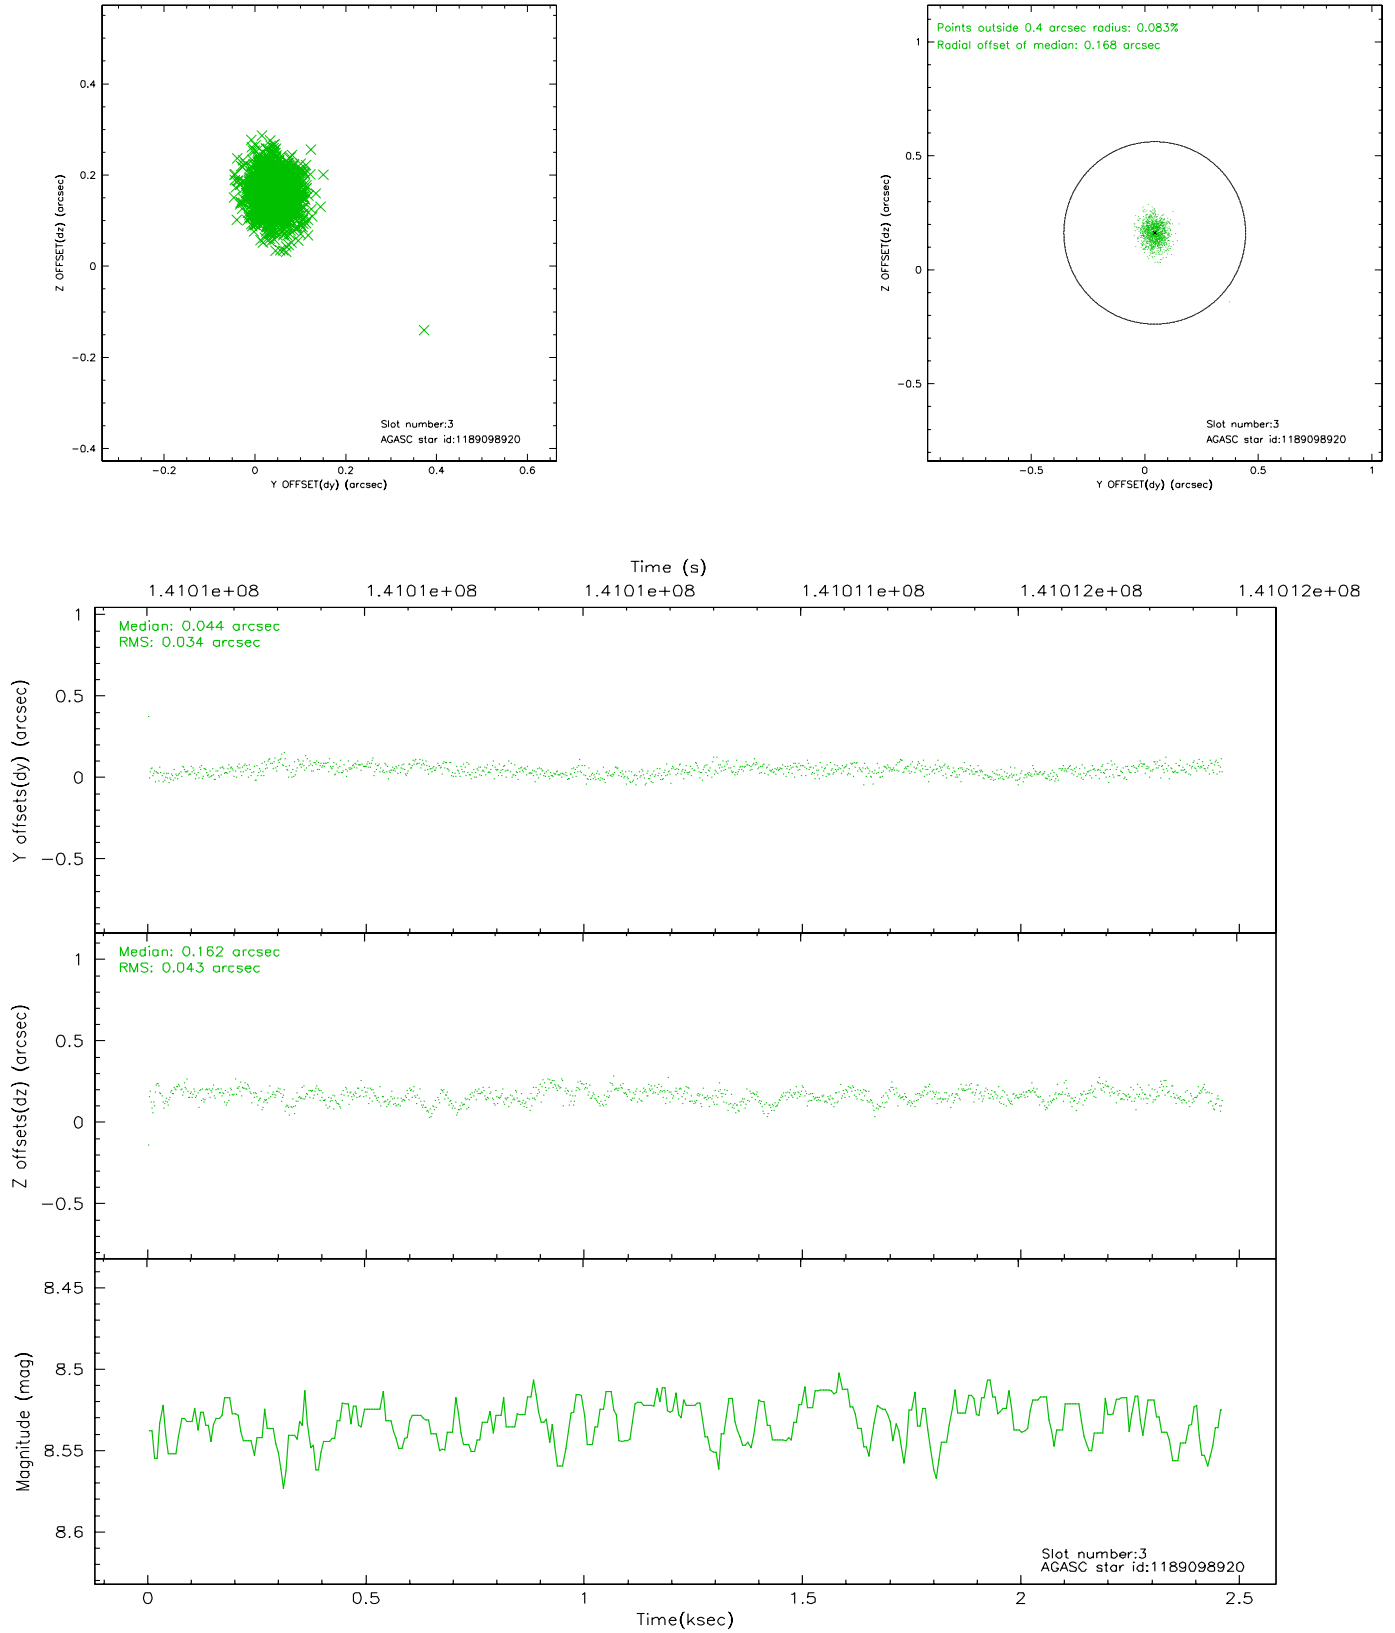 0.4
0.2
0
−0.2
−0.4
Z OFFSET(dz) (arcsec)
Slot number:3
AGASC star id:1189098920
−0.2 0 0.2 0.4 0.6
Y OFFSET(dy) (arcsec)
Points outside 0.4 arcsec radius: 0.083%
Radial offset of median: 0.168 arcsec
1
0.5
0
−0.5
Z OFFSET(dz) (arcsec)
Slot number:3
AGASC star id:1189098920
−0.5 0 0.5 1
Y OFFSET(dy) (arcsec)
Time (s)
1.4101e+08 1.4101e+08 1.4101e+08 1.41011e+08 1.41012e+08 1.41012e+08
Median: 0.044 arcsec
RMS: 0.034 arcsec
1
0.5
0
−0.5
Y offsets(dy) (arcsec)
Median: 0.162 arcsec
RMS: 0.043 arcsec
1
0.5
0
−0.5
Z offsets(dz) (arcsec)
8.45
8.5
8.55
8.6
Magnitude (mag)
Slot number:3
AGASC star id:1189098920
0 0.5 1 1.5 2 2.5
Time(ksec)